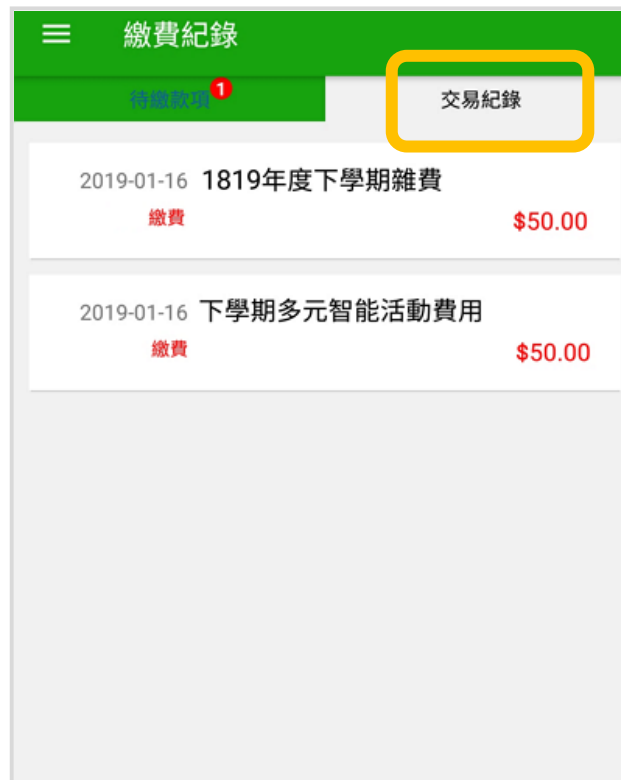 繳費紀錄
待繳款項 1
交易紀錄
2019-01-16 1819年度下學期雜費
繳費 $50.00
2019-01-16 下學期多元智能活動費用
繳費 $50.00